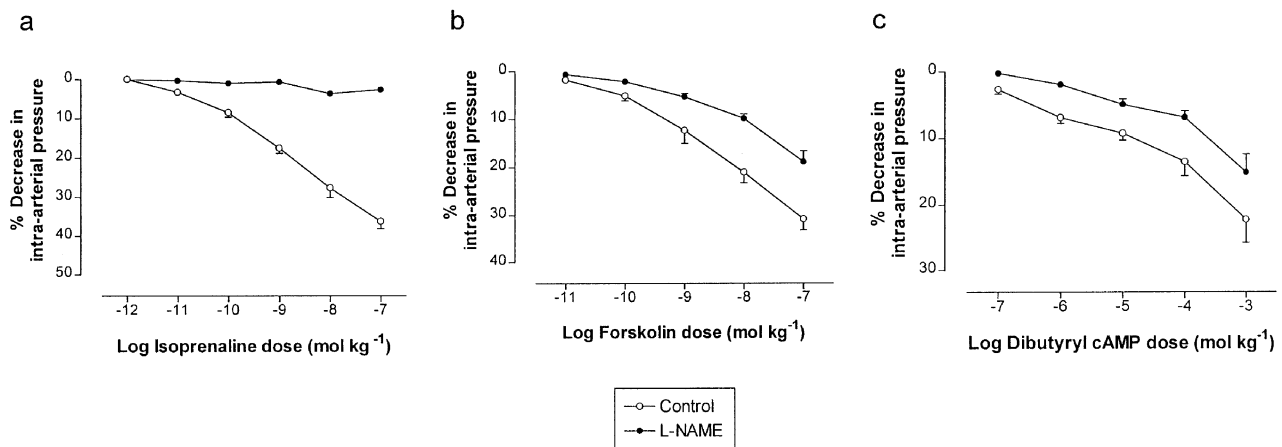 a
% Decrease in
intra-arterial pressure
0
10
20
30
40
50
-12 -11 -10 -9 -8 -7
Log Isoprenaline dose (mol kg⁻¹)
b
% Decrease in
intra-arterial pressure
0
10
20
30
40
-11 -10 -9 -8 -7
Log Forskolin dose (mol kg⁻¹)
c
% Decrease in
intra-arterial pressure
0
10
20
30
-7 -6 -5 -4 -3
Log Dibutyryl cAMP dose (mol kg⁻¹)
Control
L-NAME